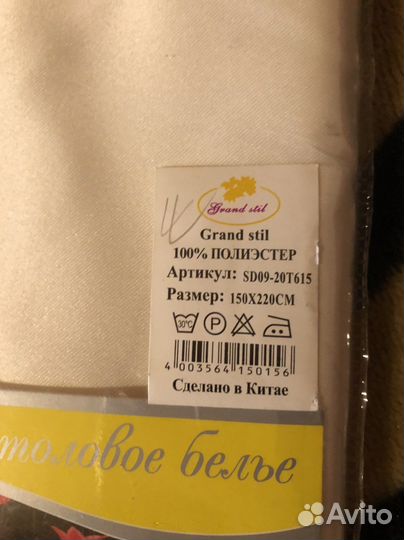 Grand stil
Grand stil
100% ПОЛИЭСТЕР
Артикул: SD09-20T615
Размер: 150X220СМ
30°C P
4 003564 150156
Сделано в Китае
толовое белье
Avito